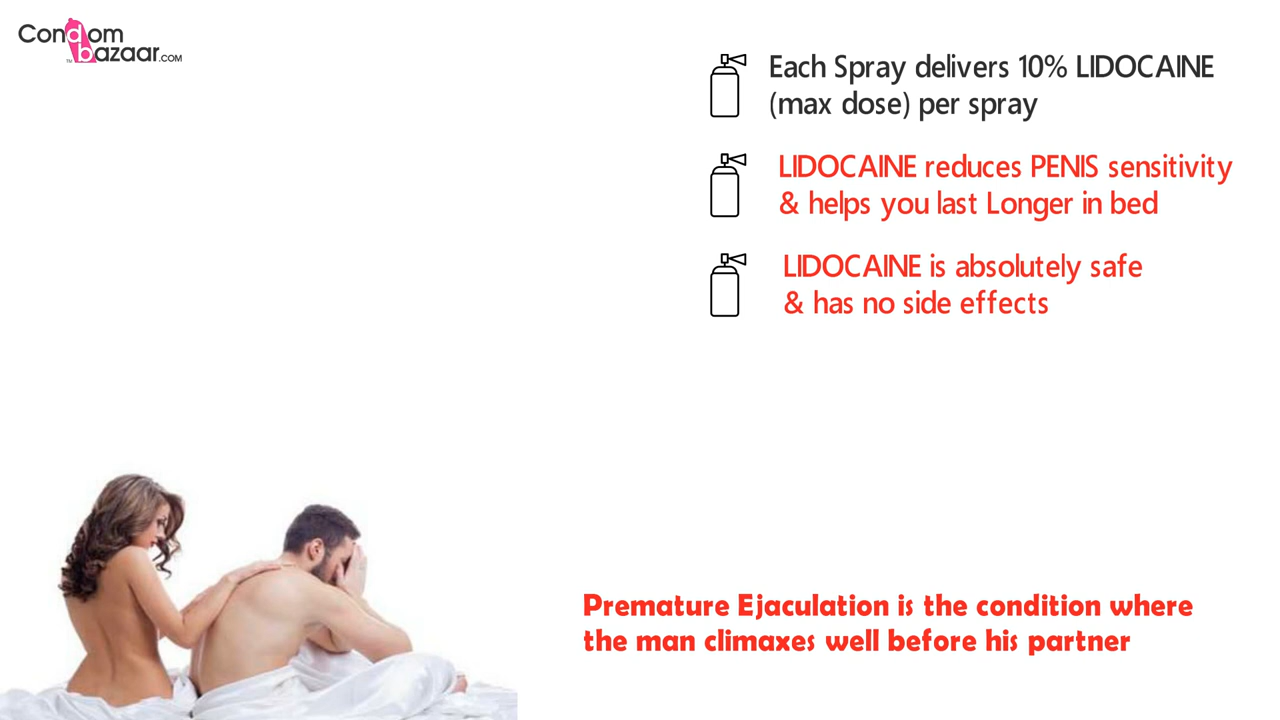 Condom
bazaar.com
TM
Each Spray delivers 10% LIDOCAINE
(max dose) per spray
LIDOCAINE reduces PENIS sensitivity
& helps you last Longer in bed
LIDOCAINE is absolutely safe
& has no side effects
Premature Ejaculation is the condition where
the man climaxes well before his partner